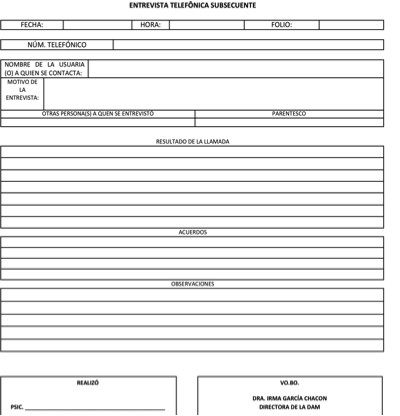 ENTREVISTA TELEFÓNICA SUBSECUENTE
FECHA: HORA: FOLIO:
NÚM. TELEFÓNICO
NOMBRE DE LA USUARIA
(O) A QUIEN SE CONTACTA:
MOTIVO DE
LA
ENTREVISTA:
OTRAS PERSONA(S) A QUEN SE ENTREVISTÓ PARENTESCO
RESULTADO DE LA LLAMADA
ACUERDOS
OBSERVACIONES
REALIZÓ VO.BO.
DRA. IRMA GARCÍA CHACON
PSIC. DIRECTORA DE LA DAM